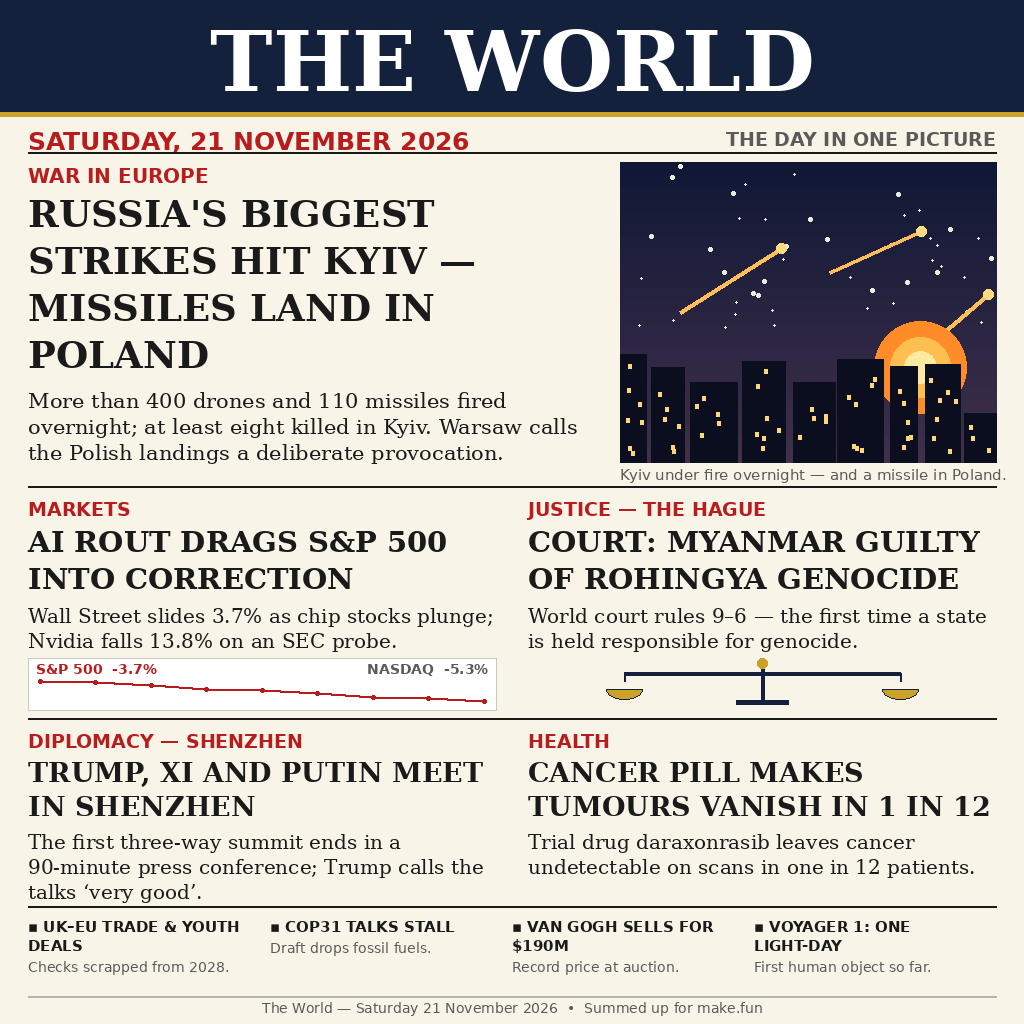 THE WORLD
SATURDAY, 21 NOVEMBER 2026
THE DAY IN ONE PICTURE
WAR IN EUROPE
RUSSIA'S BIGGEST
STRIKES HIT KYIV —
MISSILES LAND IN
POLAND
More than 400 drones and 110 missiles fired
overnight; at least eight killed in Kyiv. Warsaw calls
the Polish landings a deliberate provocation.
Kyiv under fire overnight — and a missile in Poland.
MARKETS
AI ROUT DRAGS S&P 500
INTO CORRECTION
Wall Street slides 3.7% as chip stocks plunge;
Nvidia falls 13.8% on an SEC probe.
S&P 500 -3.7%
NASDAQ -5.3%
JUSTICE — THE HAGUE
COURT: MYANMAR GUILTY
OF ROHINGYA GENOCIDE
World court rules 9–6 — the first time a state
is held responsible for genocide.
DIPLOMACY — SHENZHEN
TRUMP, XI AND PUTIN MEET
IN SHENZHEN
The first three-way summit ends in a
90-minute press conference; Trump calls the
talks ‘very good’.
HEALTH
CANCER PILL MAKES
TUMOURS VANISH IN 1 IN 12
Trial drug daraxonrasib leaves cancer
undetectable on scans in one in 12 patients.
▪ UK–EU TRADE & YOUTH
DEALS
Checks scrapped from 2028.
▪ COP31 TALKS STALL
Draft drops fossil fuels.
▪ VAN GOGH SELLS FOR
$190M
Record price at auction.
▪ VOYAGER 1: ONE
LIGHT-DAY
First human object so far.
The World — Saturday 21 November 2026 • Summed up for make.fun